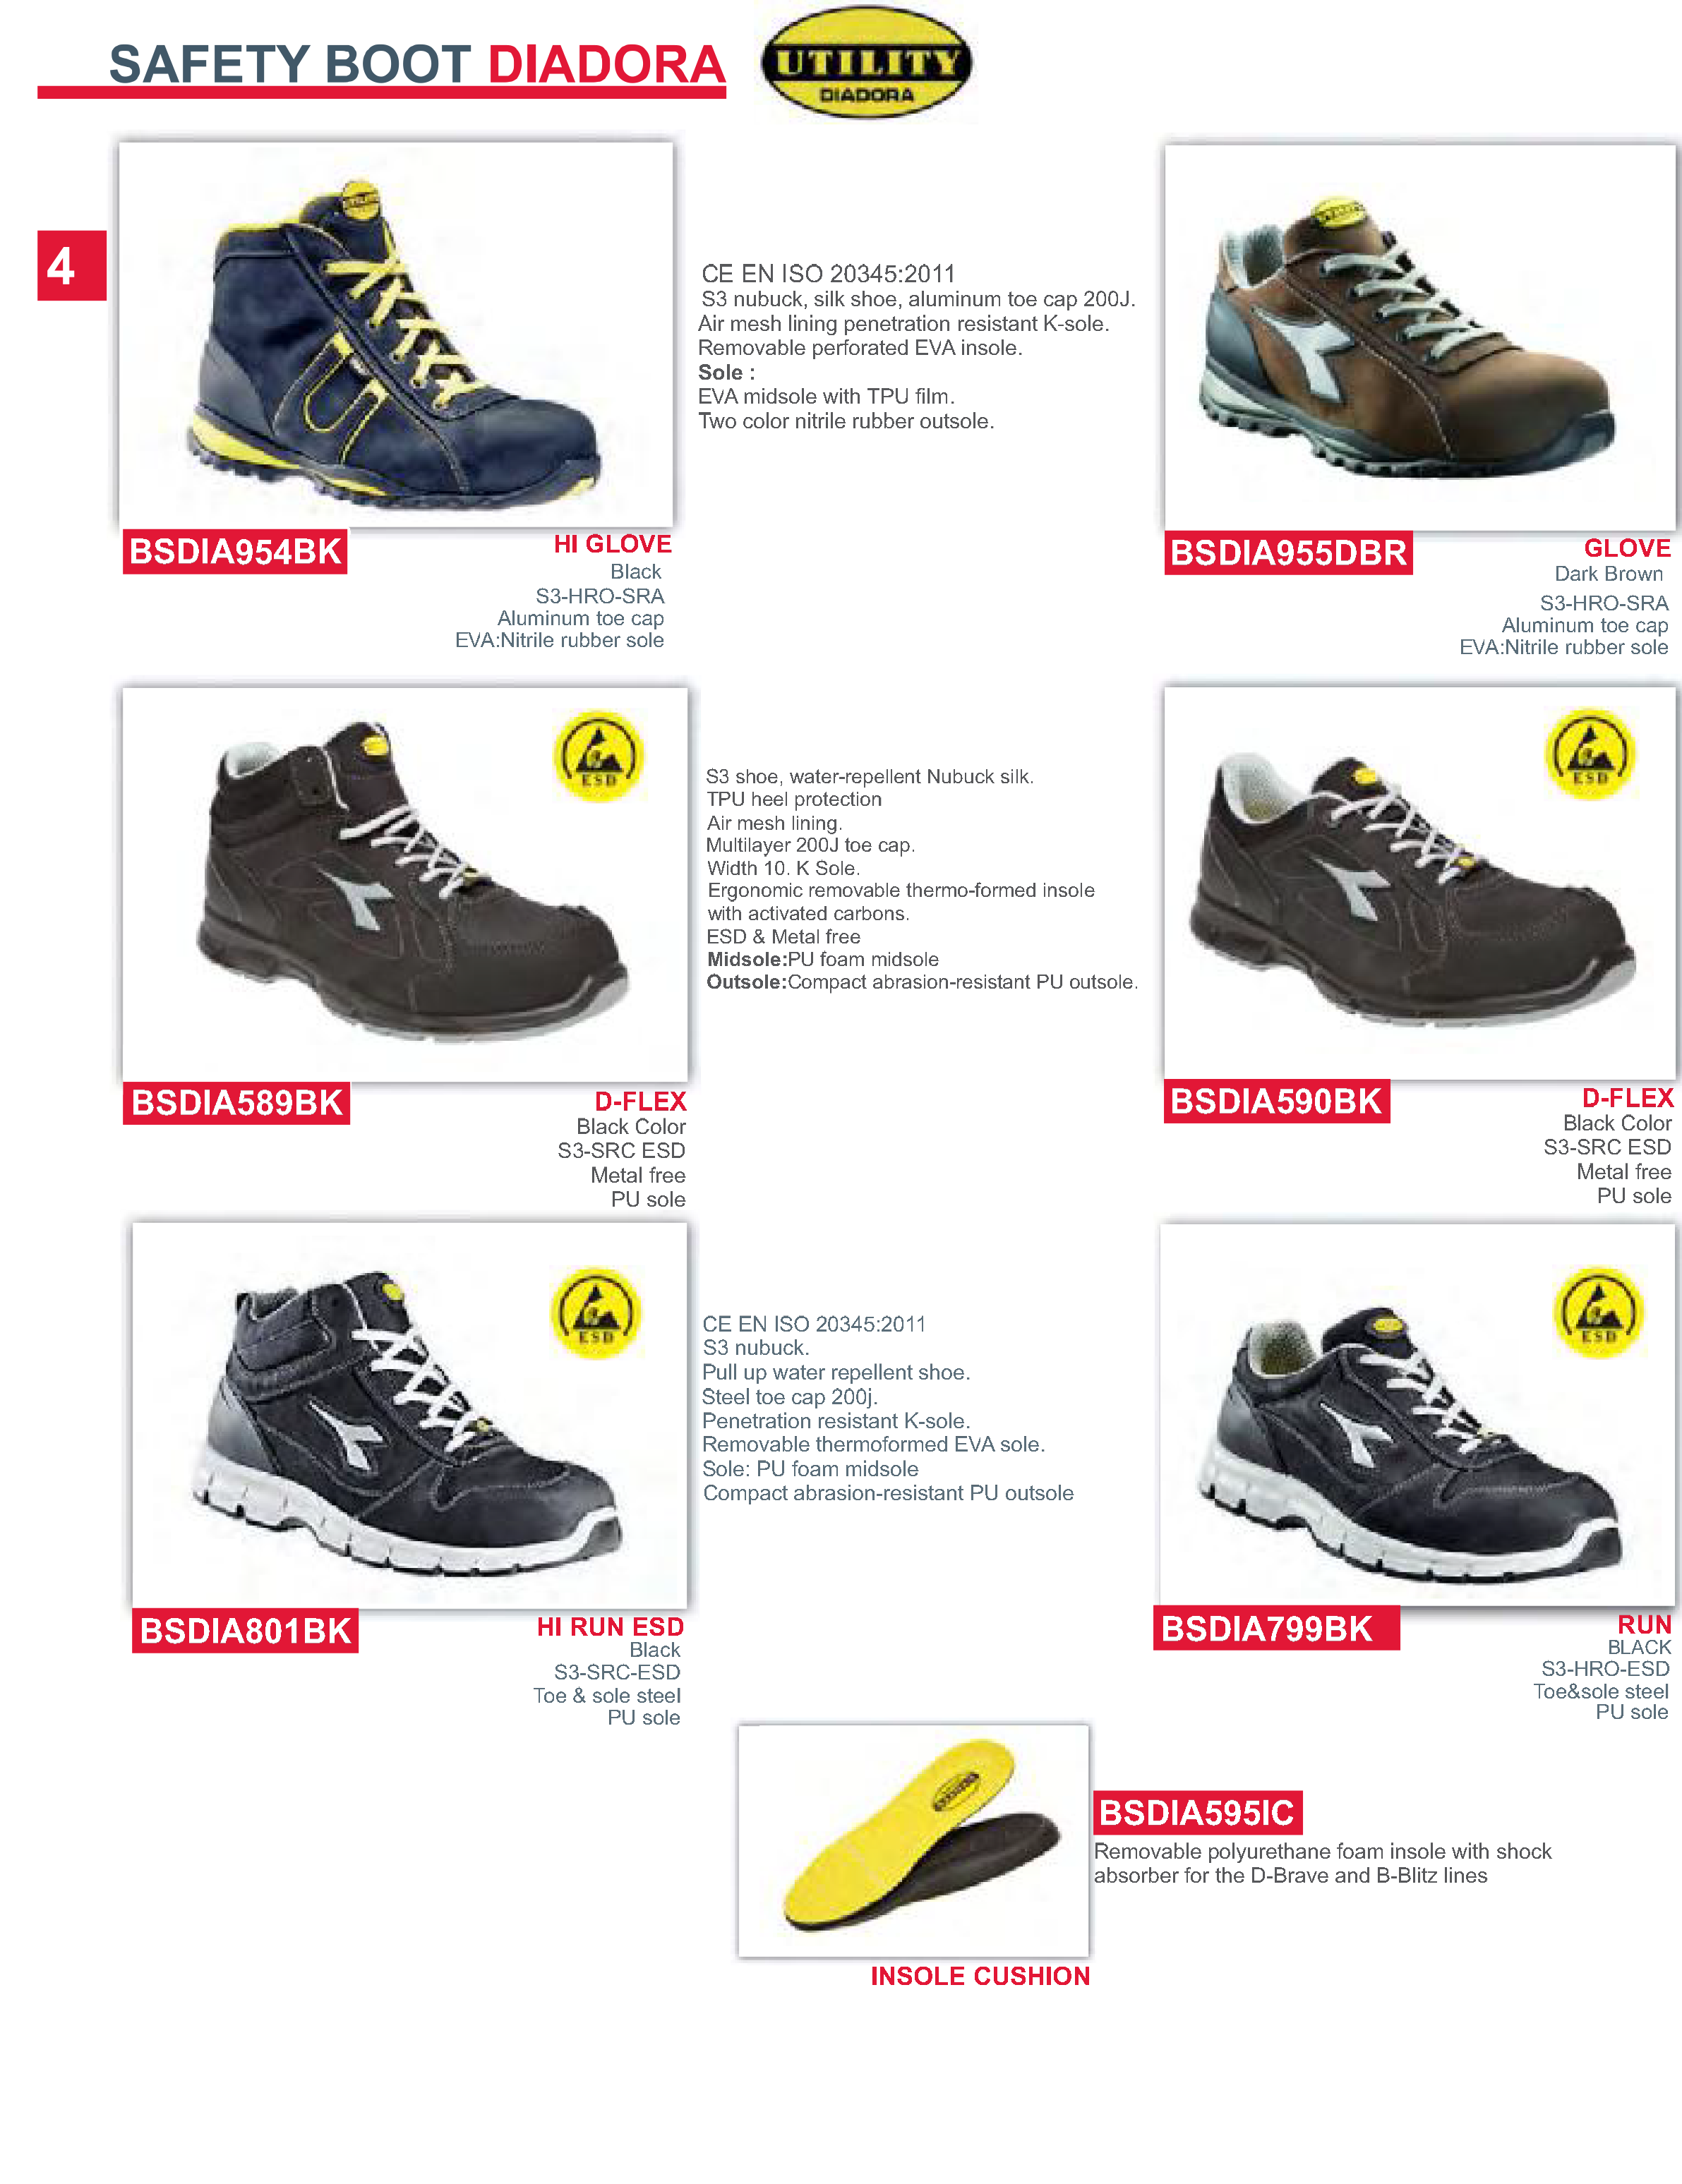 SAFETY BOOT DIADORA
UTILITY
DIADORA
4
CE EN ISO 20345:2011
S3 nubuck, silk shoe, aluminum toe cap 200J.
Air mesh lining penetration resistant K-sole.
Removable perforated EVA insole.
Sole :
EVA midsole with TPU film.
Two color nitrile rubber outsole.
BSDIA954BK
HI GLOVE
Black
S3-HRO-SRA
Aluminum toe cap
EVA:Nitrile rubber sole
BSDIA955DBR
GLOVE
Dark Brown
S3-HRO-SRA
Aluminum toe cap
EVA:Nitrile rubber sole
ESD
S3 shoe, water-repellent Nubuck silk.
TPU heel protection
Air mesh lining.
Multilayer 200J toe cap.
Width 10. K Sole.
Ergonomic removable thermo-formed insole
with activated carbons.
ESD & Metal free
Midsole:PU foam midsole
Outsole:Compact abrasion-resistant PU outsole.
ESD
BSDIA589BK
D-FLEX
Black Color
S3-SRC ESD
Metal free
PU sole
BSDIA590BK
D-FLEX
Black Color
S3-SRC ESD
Metal free
PU sole
ESD
CE EN ISO 20345:2011
S3 nubuck.
Pull up water repellent shoe.
Steel toe cap 200j.
Penetration resistant K-sole.
Removable thermoformed EVA sole.
Sole: PU foam midsole
Compact abrasion-resistant PU outsole
ESD
BSDIA801BK
HI RUN ESD
Black
S3-SRC-ESD
Toe & sole steel
PU sole
BSDIA799BK
RUN
BLACK
S3-HRO-ESD
Toe&sole steel
PU sole
BSDIA595IC
Removable polyurethane foam insole with shock
absorber for the D-Brave and B-Blitz lines
INSOLE CUSHION